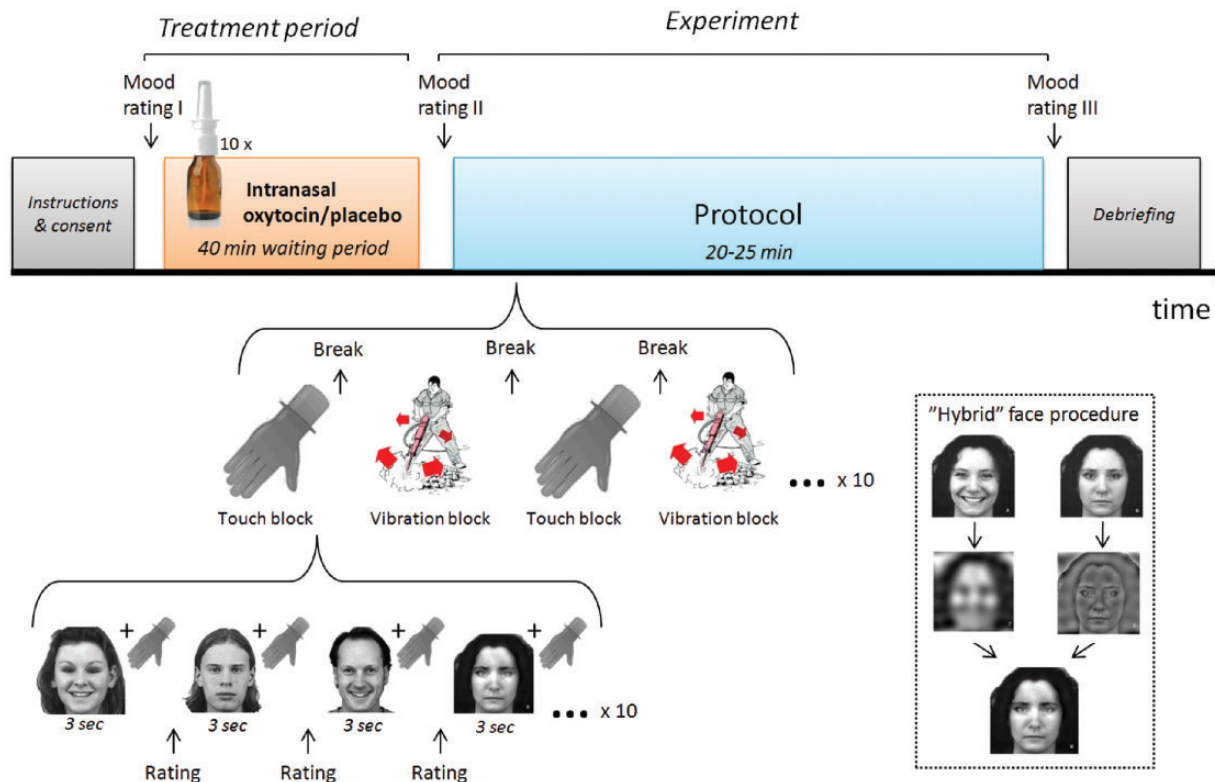 Treatment period
Experiment
Mood
rating I
Mood
rating II
Mood
rating III
10 x
Instructions
& consent
Intranasal
oxytocin/placebo
40 min waiting period
Protocol
20-25 min
Debriefing
time
Break
Break
Break
Touch block
Vibration block
Touch block
Vibration block
••• x 10
"Hybrid" face procedure
+
+
+
+
3 sec
3 sec
3 sec
3 sec
••• x 10
Rating
Rating
Rating